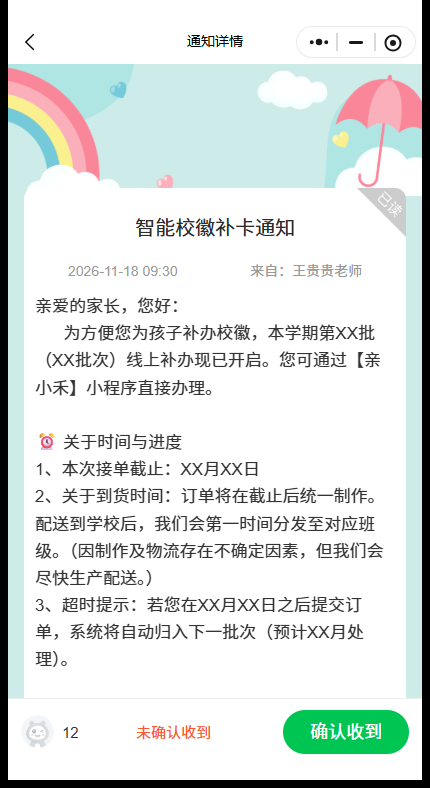 通知详情
已读
智能校徽补卡通知
2026-11-18 09:30 来自：王贵贵老师
亲爱的家长，您好：
为方便您为孩子补办校徽，本学期第XX批
（XX批次）线上补办现已开启。您可通过【亲
小禾】小程序直接办理。
⏰ 关于时间与进度
1、本次接单截止：XX月XX日
2、关于到货时间：订单将在截止后统一制作。
配送到学校后，我们会第一时间分发至对应班
级。（因制作及物流存在不确定因素，但我们会
尽快生产配送。）
3、超时提示：若您在XX月XX日之后提交订
单，系统将自动归入下一批次（预计XX月处
理）。
12 未确认收到 确认收到